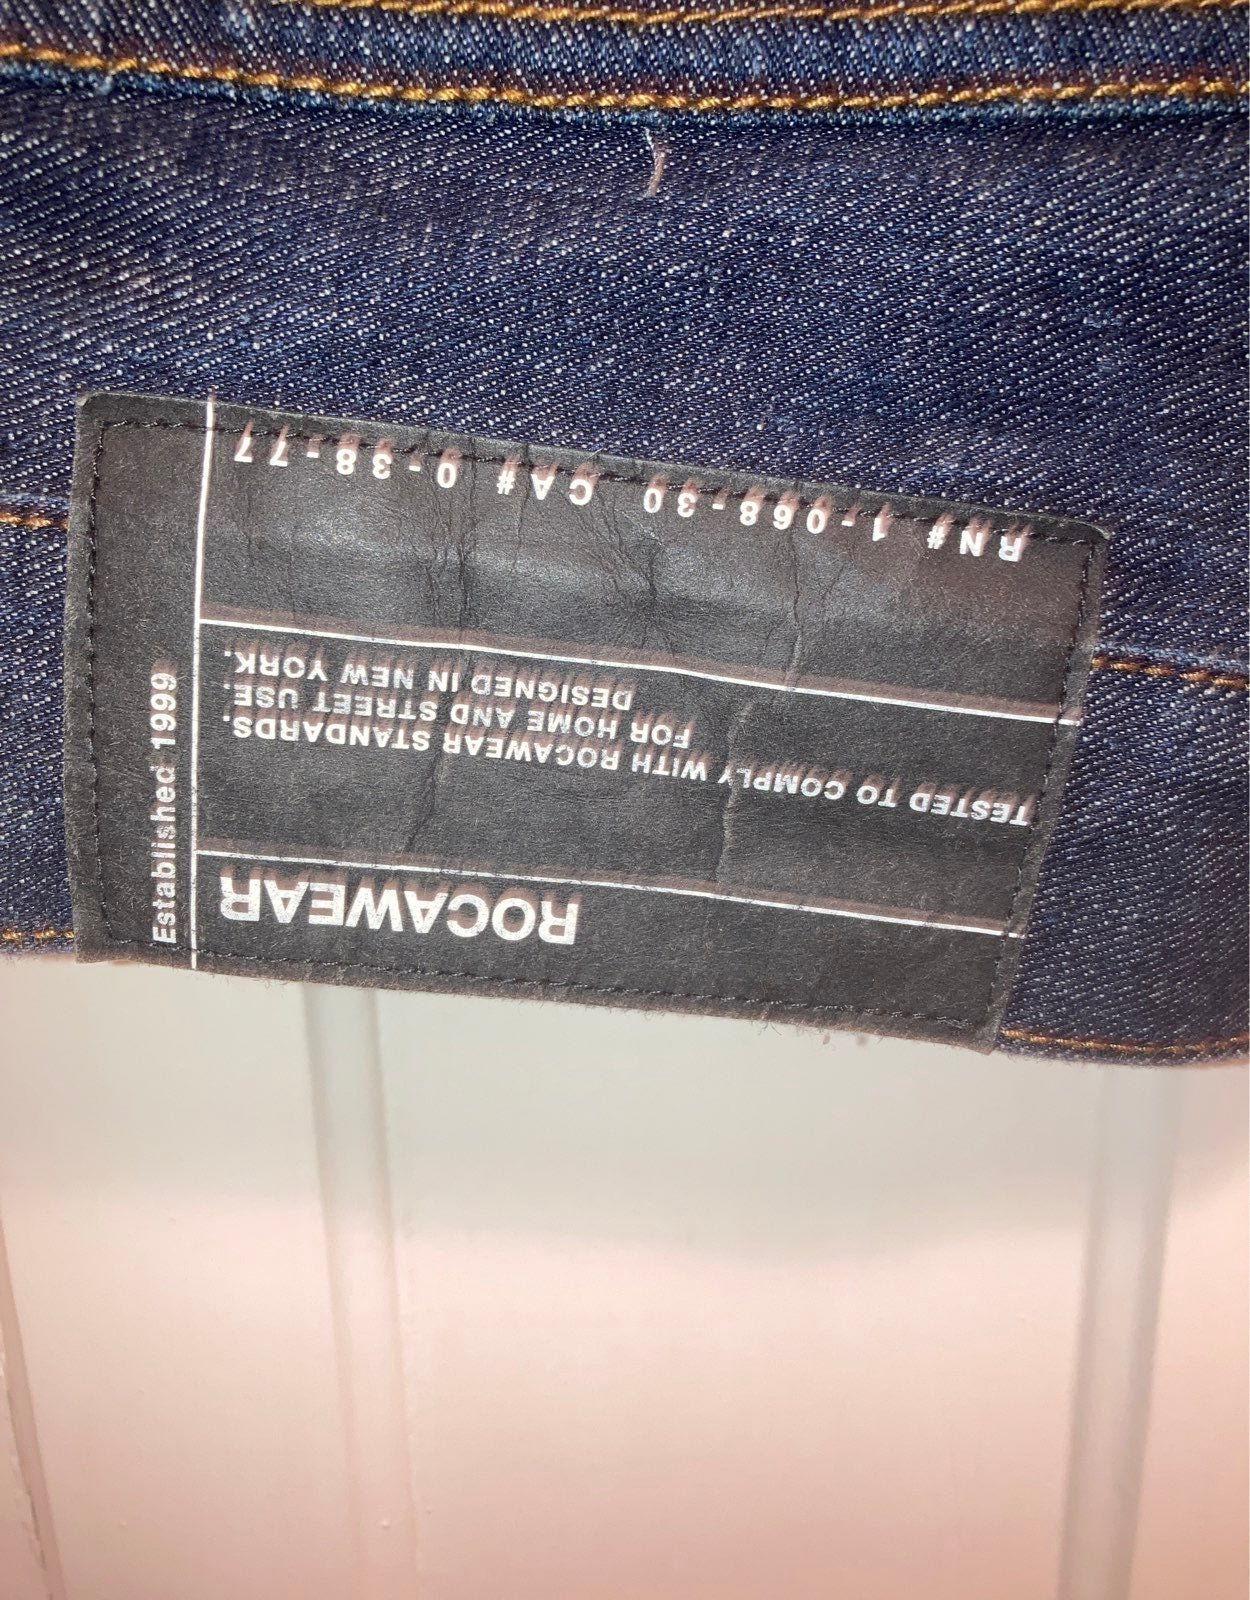 ROCAWEAR
TESTED TO COMPLY WITH ROCAWEAR STANDARDS.
FOR HOME AND STREET USE.
DESIGNED IN NEW YORK.
RN# 1-068-30 CA# 0-38-77
Established 1999